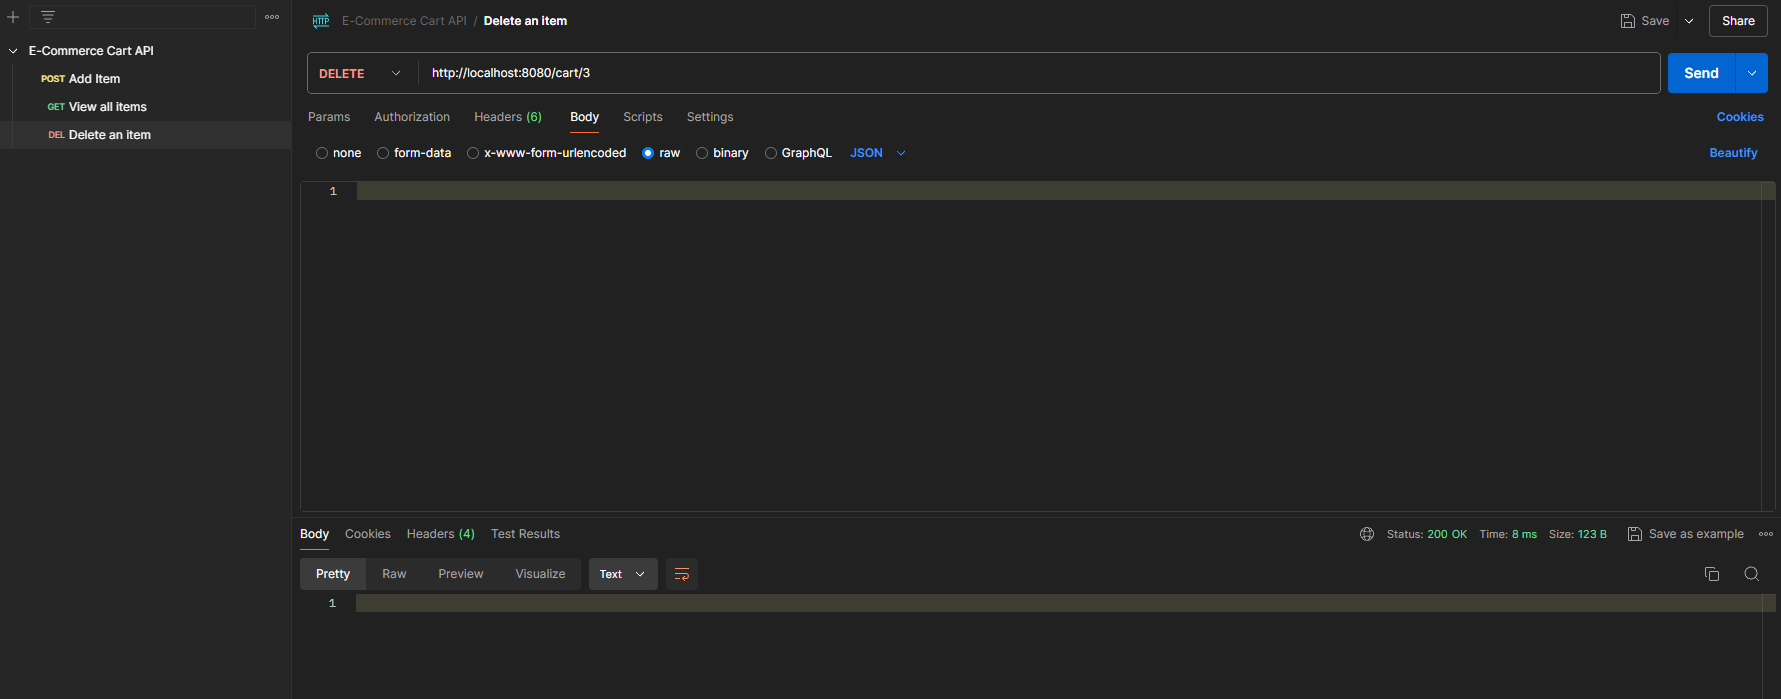 E-Commerce Cart API
POST Add Item
GET View all items
DEL Delete an item
HTTP E-Commerce Cart API / Delete an item
Save
Share
DELETE http://localhost:8080/cart/3
Send
Params Authorization Headers (6) Body Scripts Settings Cookies
none form-data x-www-form-urlencoded raw binary GraphQL JSON Beautify
1
Body Cookies Headers (4) Test Results Status: 200 OK Time: 8 ms Size: 123 B Save as example
Pretty Raw Preview Visualize Text
1